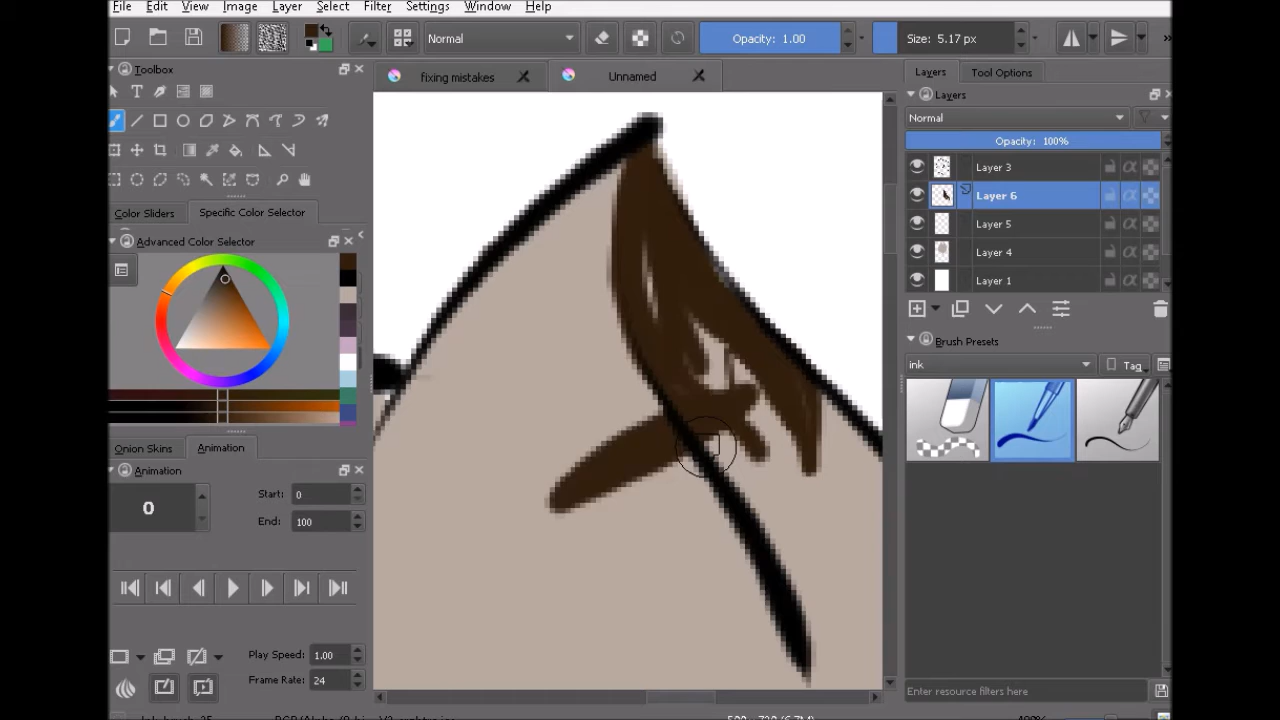 File Edit View Image Layer Select Filter Settings Window Help
Normal Opacity: 1.00 Size: 5.17 px »
Toolbox
fixing mistakes Unnamed
Layers Tool Options
Layers
Normal
Opacity: 100%
Layer 3
Layer 6
Layer 5
Layer 4
Layer 1
Color Sliders Specific Color Selector
Advanced Color Selector
Onion Skins Animation
Animation
0
Start: 0
End: 100
Play Speed: 1.00
Frame Rate: 24
Brush Presets
ink Tag
Enter resource filters here